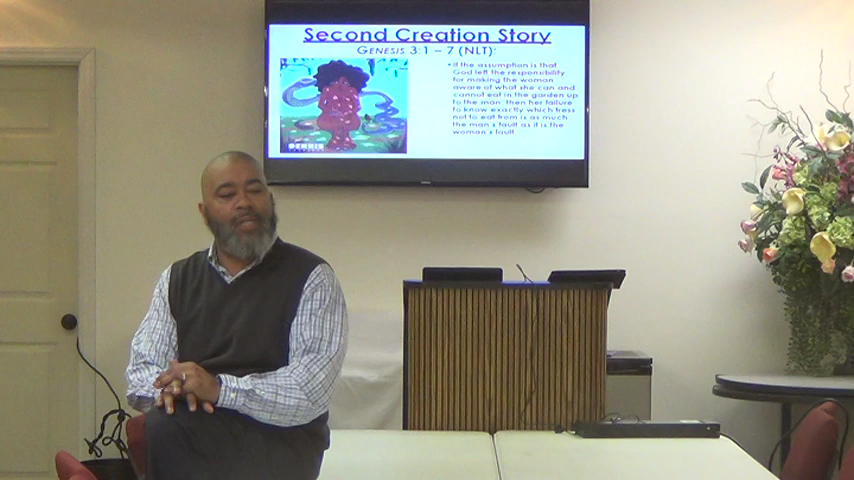 Second Creation Story
Genesis 3:1 – 7 (NLT):
• If the assumption is that
God left the responsibility
for making the woman
aware of what she can and
cannot eat in the garden up
to the man, then her failure
to know exactly which tress
not to eat from is as much
the man's fault as it is the
woman's fault.
DENNIS